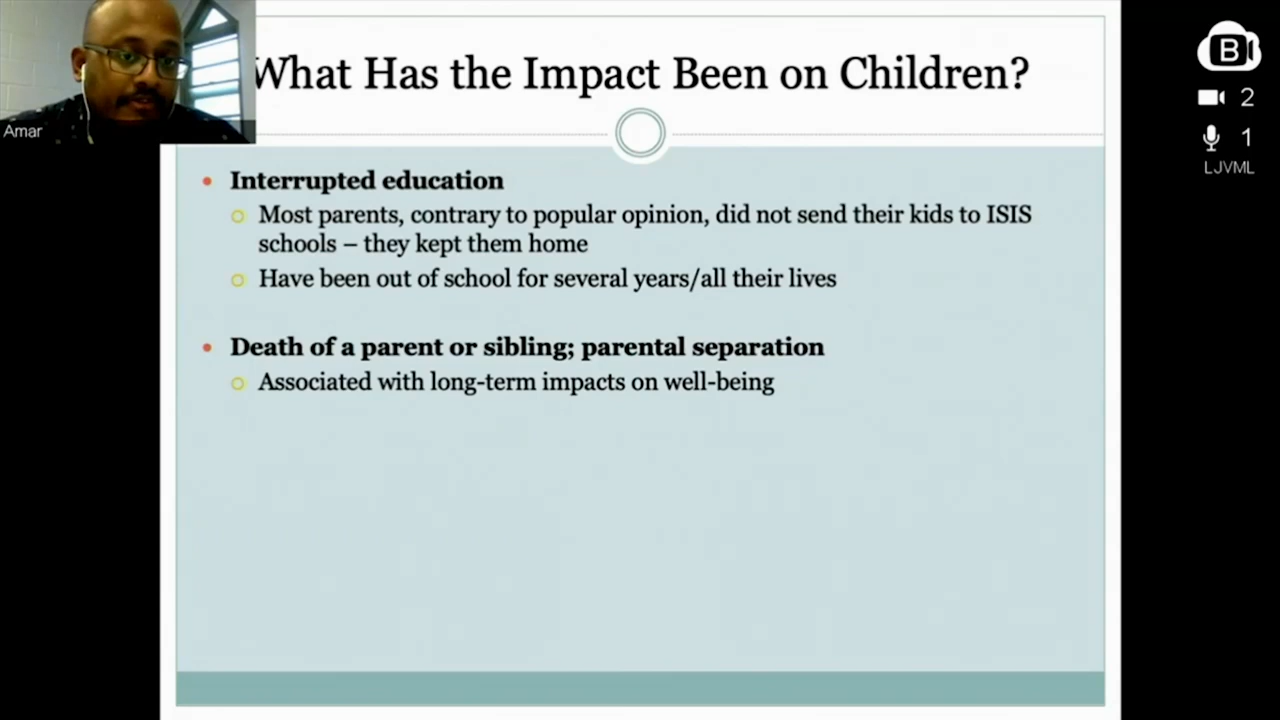 What Has the Impact Been on Children?
Amar
B
2
1
LJVML
Interrupted education
Most parents, contrary to popular opinion, did not send their kids to ISIS
schools – they kept them home
Have been out of school for several years/all their lives
Death of a parent or sibling; parental separation
Associated with long-term impacts on well-being